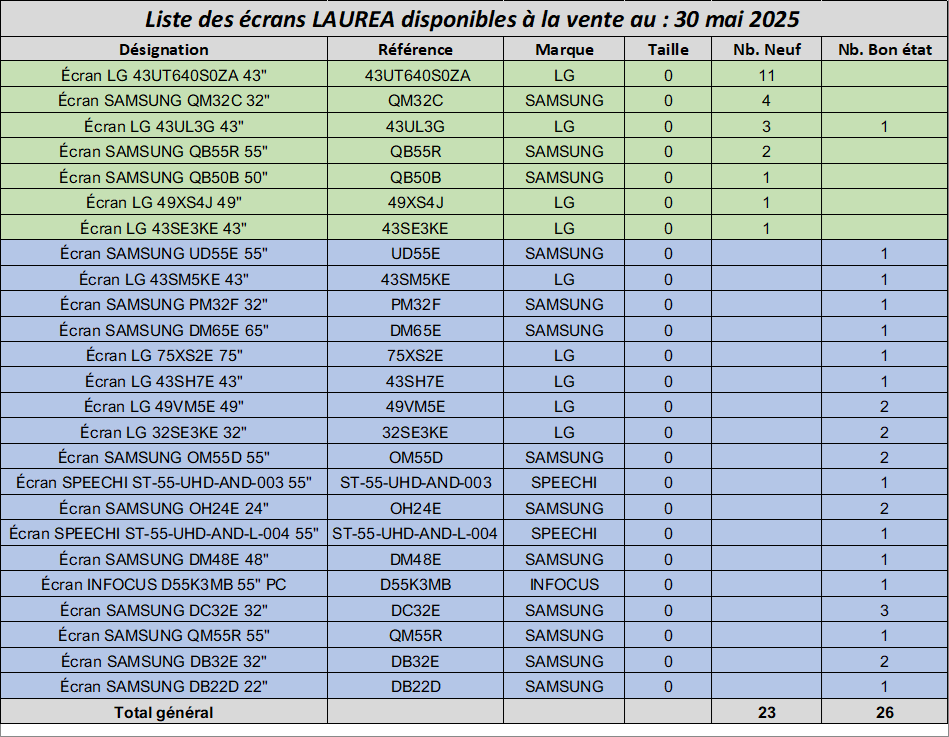 Liste des écrans LAUREA disponibles à la vente au : 30 mai 2025
Désignation Référence Marque Taille Nb. Neuf Nb. Bon état
Écran LG 43UT640S0ZA 43" 43UT640S0ZA LG 0 11
Écran SAMSUNG QM32C 32" QM32C SAMSUNG 0 4
Écran LG 43UL3G 43" 43UL3G LG 0 3 1
Écran SAMSUNG QB55R 55" QB55R SAMSUNG 0 2
Écran SAMSUNG QB50B 50" QB50B SAMSUNG 0 1
Écran LG 49XS4J 49" 49XS4J LG 0 1
Écran LG 43SE3KE 43" 43SE3KE LG 0 1
Écran SAMSUNG UD55E 55" UD55E SAMSUNG 0 1
Écran LG 43SM5KE 43" 43SM5KE LG 0 1
Écran SAMSUNG PM32F 32" PM32F SAMSUNG 0 1
Écran SAMSUNG DM65E 65" DM65E SAMSUNG 0 1
Écran LG 75XS2E 75" 75XS2E LG 0 1
Écran LG 43SH7E 43" 43SH7E LG 0 1
Écran LG 49VM5E 49" 49VM5E LG 0 2
Écran LG 32SE3KE 32" 32SE3KE LG 0 2
Écran SAMSUNG OM55D 55" OM55D SAMSUNG 0 2
Écran SPEECHI ST-55-UHD-AND-003 55" ST-55-UHD-AND-003 SPEECHI 0 1
Écran SAMSUNG OH24E 24" OH24E SAMSUNG 0 2
Écran SPEECHI ST-55-UHD-AND-L-004 55" ST-55-UHD-AND-L-004 SPEECHI 0 1
Écran SAMSUNG DM48E 48" DM48E SAMSUNG 0 1
Écran INFOCUS D55K3MB 55" PC D55K3MB INFOCUS 0 1
Écran SAMSUNG DC32E 32" DC32E SAMSUNG 0 3
Écran SAMSUNG QM55R 55" QM55R SAMSUNG 0 1
Écran SAMSUNG DB32E 32" DB32E SAMSUNG 0 2
Écran SAMSUNG DB22D 22" DB22D SAMSUNG 0 1
Total général 23 26